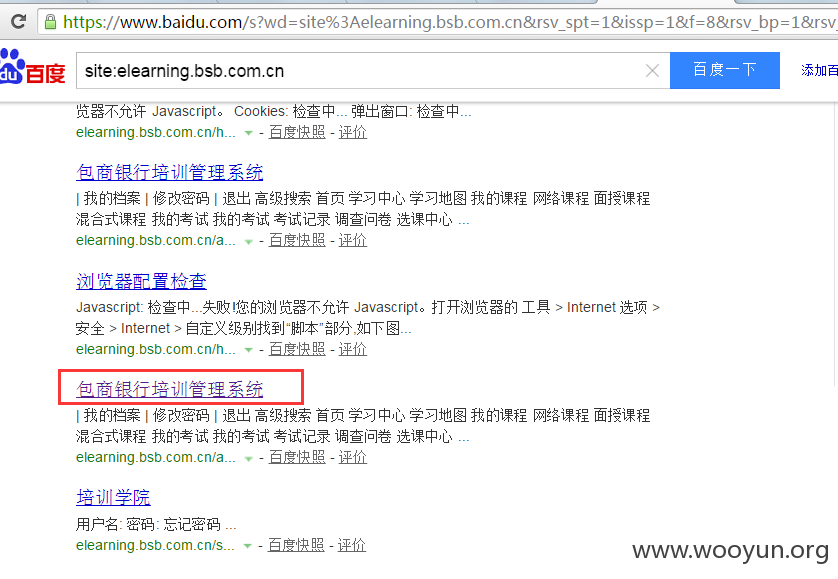 https://www.baidu.com/s?wd=site%3Aelearning.bsb.com.cn&rsv_spt=1&issp=1&f=8&rsv_bp=1&rsv_
du百度 site:elearning.bsb.com.cn 百度一下 添加百
览器不允许 Javascript。 Cookies: 检查中... 弹出窗口: 检查中...
elearning.bsb.com.cn/h... - 百度快照 - 评价
包商银行培训管理系统
| 我的档案 | 修改密码 | 退出 高级搜索 首页 学习中心 学习地图 我的课程 网络课程 面授课程
混合式课程 我的考试 我的考试 考试记录 调查问卷 选课中心 ...
elearning.bsb.com.cn/a... - 百度快照 - 评价
浏览器配置检查
Javascript: 检查中...失败!您的浏览器不允许 Javascript。打开浏览器的 工具 > Internet 选项 >
安全 > Internet > 自定义级别找到“脚本”部分,如下图...
elearning.bsb.com.cn/h... - 百度快照 - 评价
包商银行培训管理系统
| 我的档案 | 修改密码 | 退出 高级搜索 首页 学习中心 学习地图 我的课程 网络课程 面授课程
混合式课程 我的考试 我的考试 考试记录 调查问卷 选课中心 ...
elearning.bsb.com.cn/a... - 百度快照 - 评价
培训学院
用户名: 密码: 忘记密码 ...
elearning.bsb.com.cn/s... - 百度快照 - 评价
www.wooyun.org